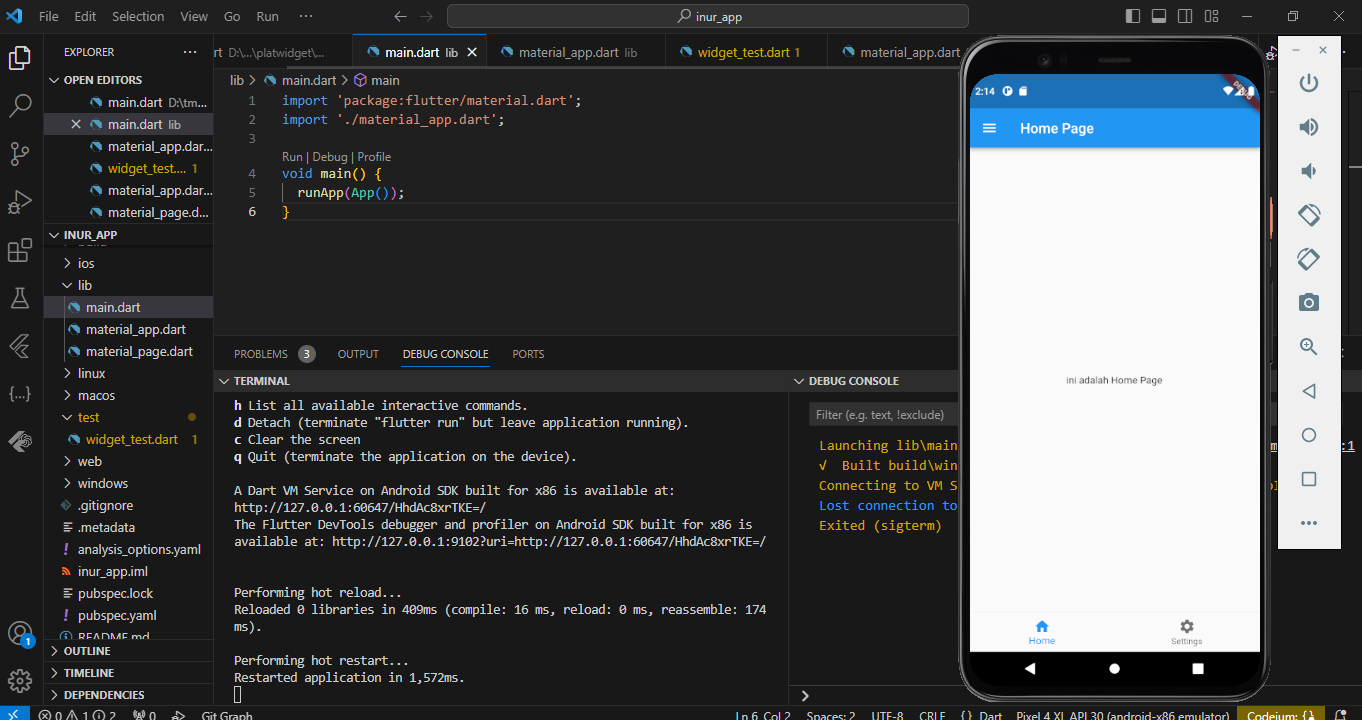 File Edit Selection View Go Run ··· inur_app
EXPLORER ···
OPEN EDITORS
main.dart D:\tm...
main.dart lib
material_app.dar...
widget_test.... 1
material_app.dar...
material_page.d...
INUR_APP
ios
lib
main.dart
material_app.dart
material_page.dart
linux
macos
test
widget_test.dart 1
web
windows
.gitignore
.metadata
analysis_options.yaml
inur_app.iml
pubspec.lock
pubspec.yaml
README.md
OUTLINE
TIMELINE
DEPENDENCIES
1
rt D:\...\platwidget\... main.dart lib material_app.dart lib widget_test.dart 1 material_app.dart
lib > main.dart > main
1 import 'package:flutter/material.dart';
2 import './material_app.dart';
3
Run | Debug | Profile
4 void main() {
5 runApp(App());
6 }
PROBLEMS 3 OUTPUT DEBUG CONSOLE PORTS
TERMINAL
h List all available interactive commands.
d Detach (terminate "flutter run" but leave application running).
c Clear the screen
q Quit (terminate the application on the device).
A Dart VM Service on Android SDK built for x86 is available at:
http://127.0.0.1:60647/HhdAc8xrTKE=/
The Flutter DevTools debugger and profiler on Android SDK built for x86 is
available at: http://127.0.0.1:9102?uri=http://127.0.0.1:60647/HhdAc8xrTKE=/
Performing hot reload...
Reloaded 0 libraries in 409ms (compile: 16 ms, reload: 0 ms, reassemble: 174
ms).
Performing hot restart...
Restarted application in 1,572ms.
DEBUG CONSOLE
Filter (e.g. text, !exclude)
Launching lib\main
√ Built build\win
Connecting to VM S
Lost connection to
Exited (sigterm)
:1
2:14
DEBUG
Home Page
ini adalah Home Page
Home Settings
0 1 2 0 Git Graph Ln 6, Col 2 Spaces: 2 UTF-8 CRLF {} Dart Pixel 4 XL API 30 (android-x86 emulator) Codeium: {...}